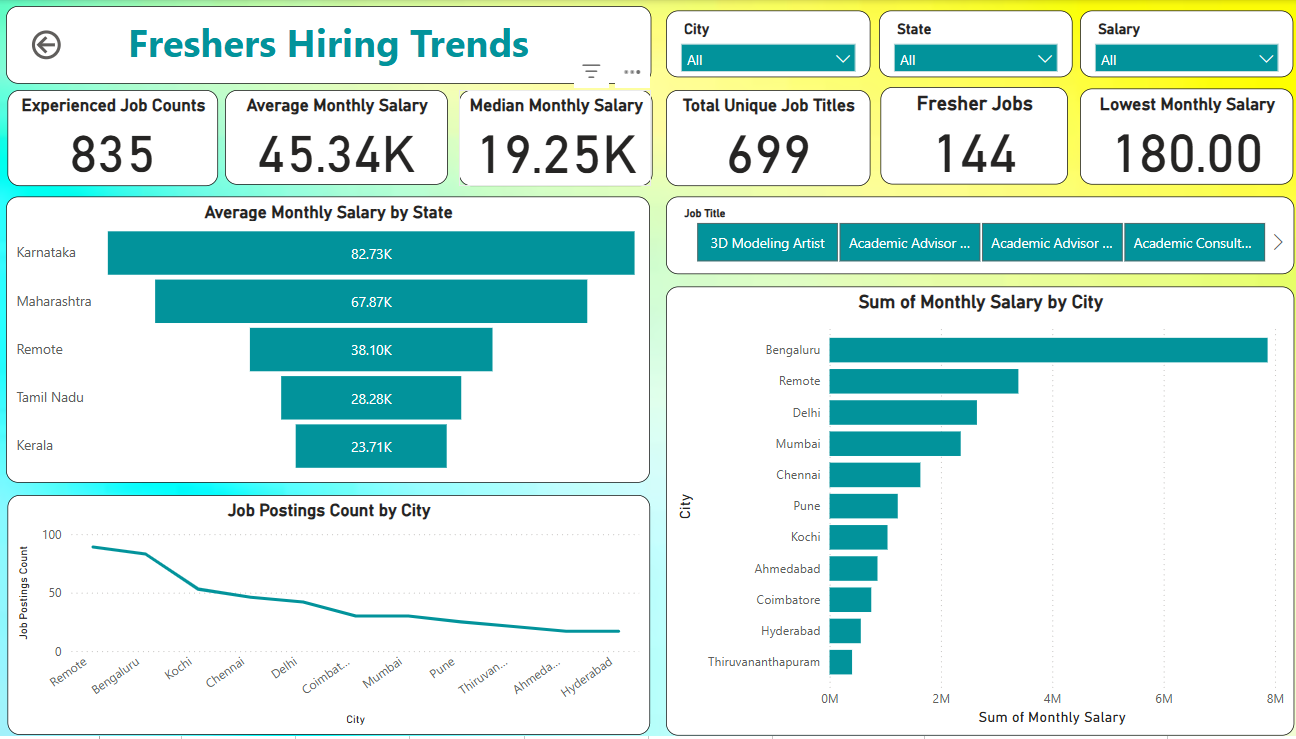 Freshers Hiring Trends
City
All
State
All
Salary
All
Experienced Job Counts
835
Average Monthly Salary
45.34K
Median Monthly Salary
19.25K
Total Unique Job Titles
699
Fresher Jobs
144
Lowest Monthly Salary
180.00
Average Monthly Salary by State
Karnataka 82.73K
Maharashtra 67.87K
Remote 38.10K
Tamil Nadu 28.28K
Kerala 23.71K
Job Title
3D Modeling Artist
Academic Advisor ...
Academic Advisor ...
Academic Consult...
Job Postings Count by City
Job Postings Count
100
50
0
Remote
Bengaluru
Kochi
Chennai
Delhi
Coimbat...
Mumbai
Pune
Thiruvan...
Ahmeda...
Hyderabad
City
Sum of Monthly Salary by City
City
Bengaluru
Remote
Delhi
Mumbai
Chennai
Pune
Kochi
Ahmedabad
Coimbatore
Hyderabad
Thiruvananthapuram
0M 2M 4M 6M 8M
Sum of Monthly Salary